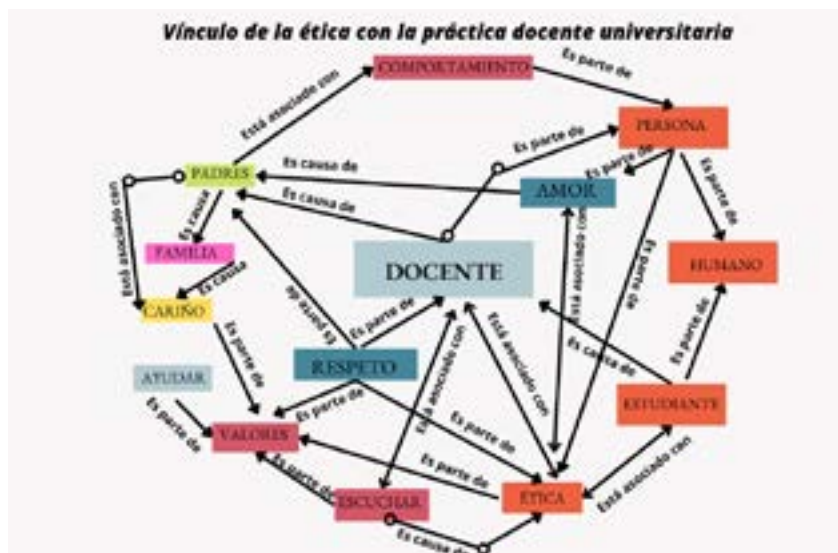 Vínculo de la ética con la práctica docente universitaria
COMPORTAMIENTO
Es parte de
Está asociado con
PERSONA
Es parte de
Es parte de
PADRES
Es causa de
AMOR
Es parte de
Es causa de
Es causa
Está asociado con
FAMILIA
Es causa
DOCENTE
Está asociado con
Es parte de
HUMANO
CARIÑO
Es parte de
Es parte de
Es parte de
Está asociado con
Es causa de
Es parte de
RESPETO
Está asociado con
AYUDAR
Es parte de
ESTUDIANTE
Es parte de
VALORES
Es parte de
Es parte de
Es parte de
ESCUCHAR
ÉTICA
Está asociado con
Es causa de